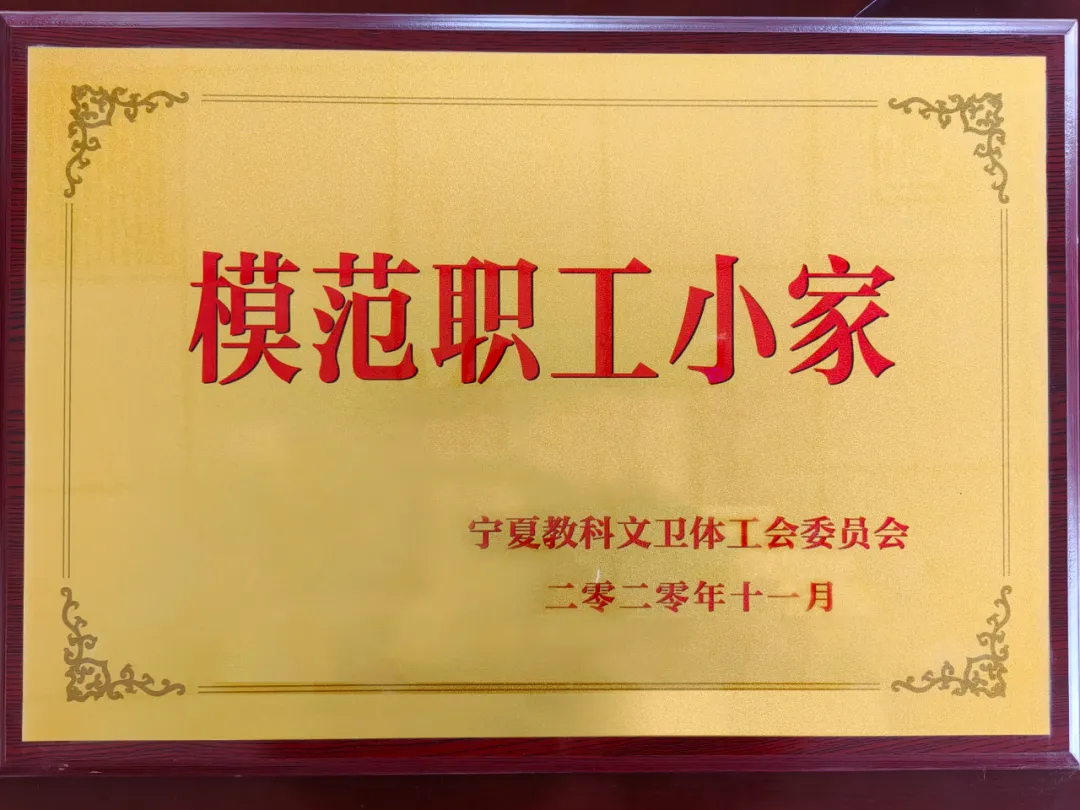 模范职工小家
宁夏教科文卫体工会委员会
二零二零年十一月